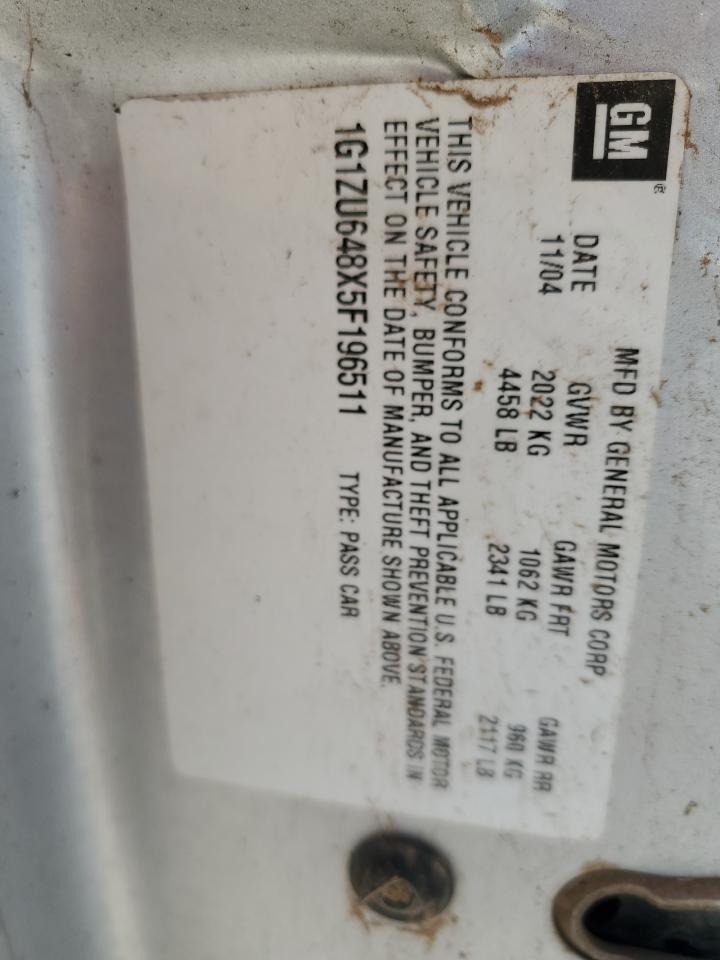 GM
MFD BY GENERAL MOTORS CORP
DATE GVWR GAWR FRT GAWR RR
11/04 2022 KG 1062 KG 960 KG
4458 LB 2341 LB 2117 LB
THIS VEHICLE CONFORMS TO ALL APPLICABLE U.S. FEDERAL MOTOR
VEHICLE SAFETY, BUMPER, AND THEFT PREVENTION STANDARDS IN
EFFECT ON THE DATE OF MANUFACTURE SHOWN ABOVE.
1G1ZU648X5F196511 TYPE: PASS CAR